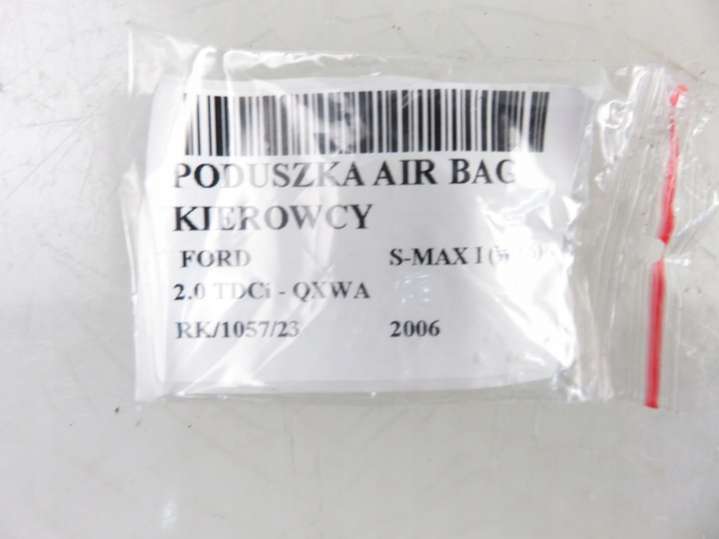 PODUSZKA AIR BAG
KIEROWCY
FORD S-MAX I
2.0 TDCi - QXWA
RK/1057/23 2006